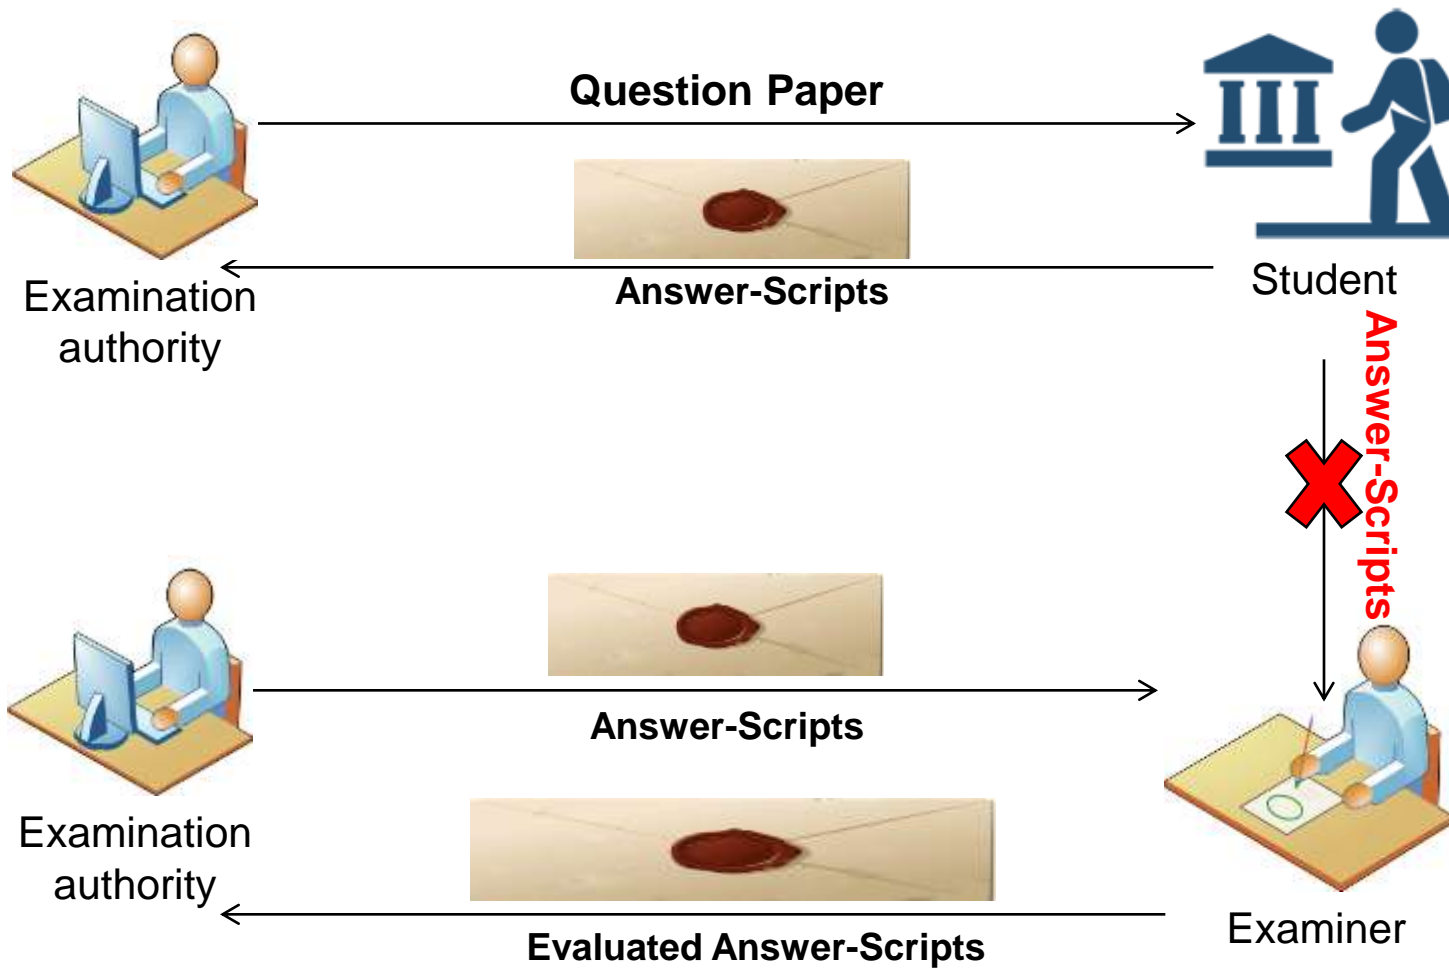 Question Paper
Answer-Scripts
Examination
authority
Student
Answer-Scripts
Answer-Scripts
Examination
authority
Evaluated Answer-Scripts
Examiner